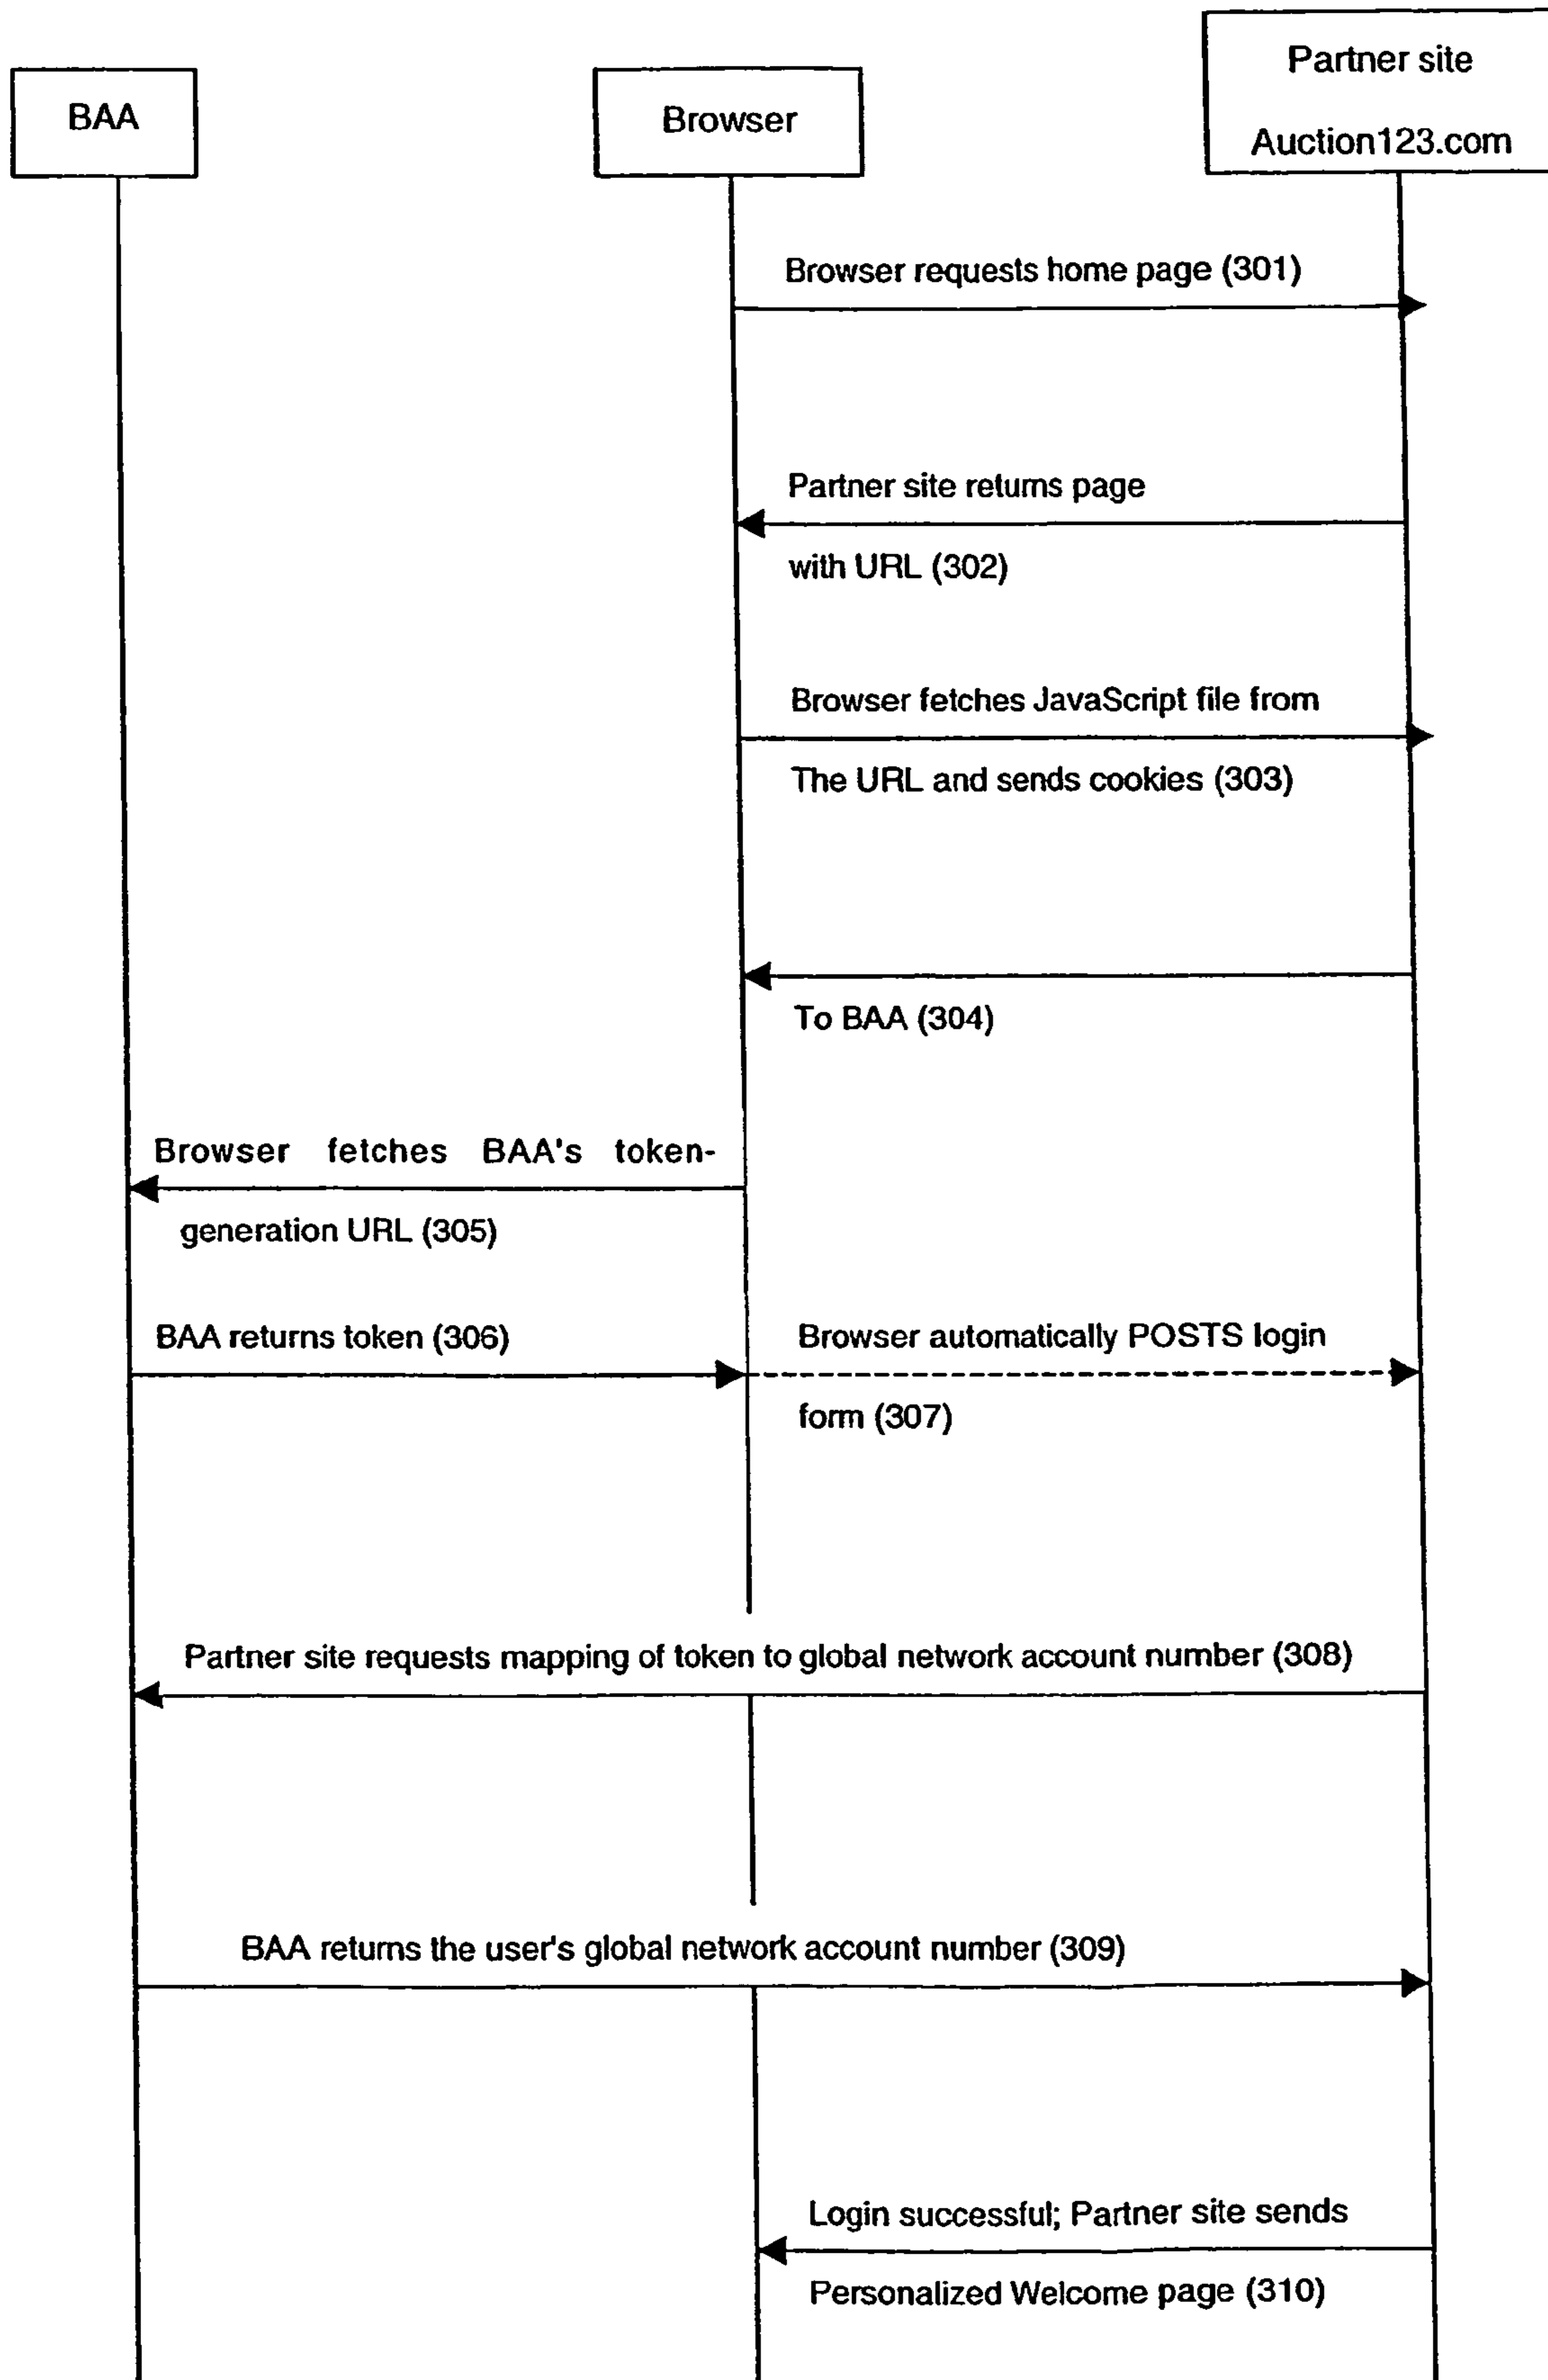 Partner site
Auction123.com
BAA
Browser
Browser requests home page (301)
Partner site returns page
with URL (302)
Browser fetches JavaScript file from
The URL and sends cookies (303)
To BAA (304)
Browser fetches BAA's token-
generation URL (305)
BAA returns token (306)
Browser automatically POSTS login
form (307)
Partner site requests mapping of token to global network account number (308)
BAA returns the user's global network account number (309)
Login successful; Partner site sends
Personalized Welcome page (310)